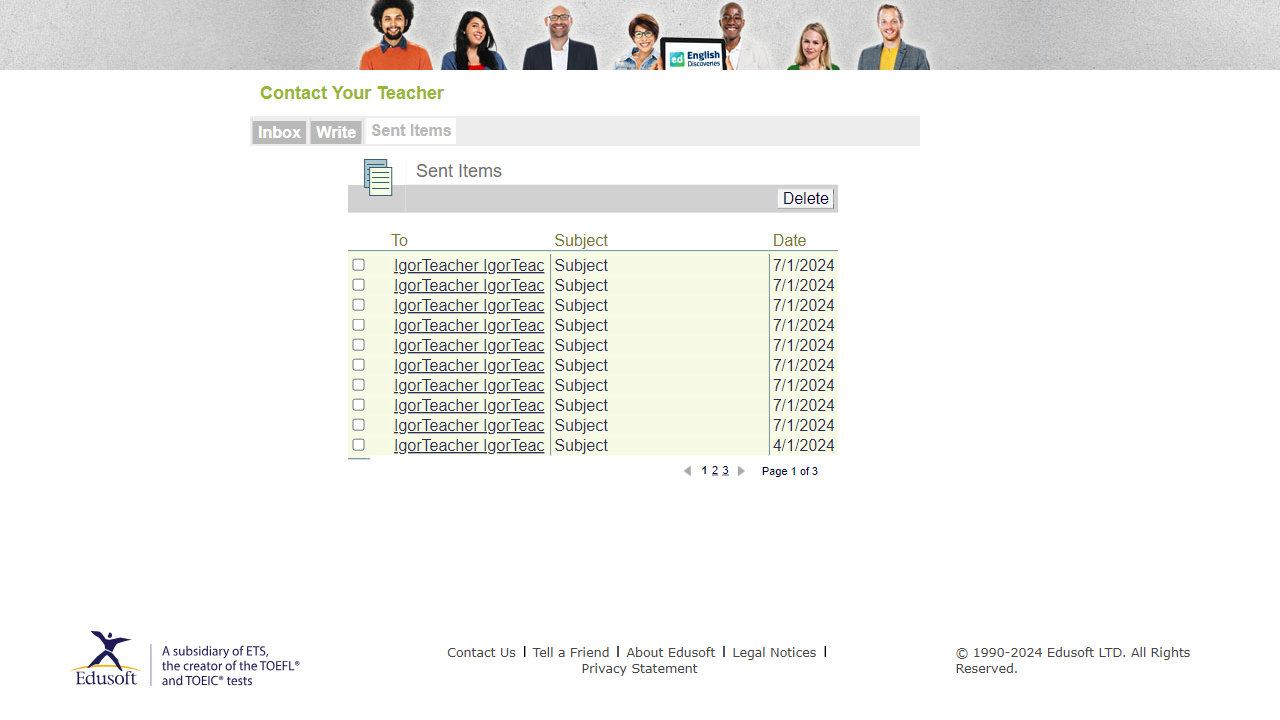 ed English
Discoveries
Contact Your Teacher
Inbox Write Sent Items
Sent Items
Delete
To Subject Date
IgorTeacher IgorTeac Subject 7/1/2024
IgorTeacher IgorTeac Subject 7/1/2024
IgorTeacher IgorTeac Subject 7/1/2024
IgorTeacher IgorTeac Subject 7/1/2024
IgorTeacher IgorTeac Subject 7/1/2024
IgorTeacher IgorTeac Subject 7/1/2024
IgorTeacher IgorTeac Subject 7/1/2024
IgorTeacher IgorTeac Subject 7/1/2024
IgorTeacher IgorTeac Subject 7/1/2024
IgorTeacher IgorTeac Subject 4/1/2024
1 2 3 Page 1 of 3
Edusoft
A subsidiary of ETS,
the creator of the TOEFL®
and TOEIC® tests
Contact Us | Tell a Friend | About Edusoft | Legal Notices |
Privacy Statement
© 1990-2024 Edusoft LTD. All Rights
Reserved.